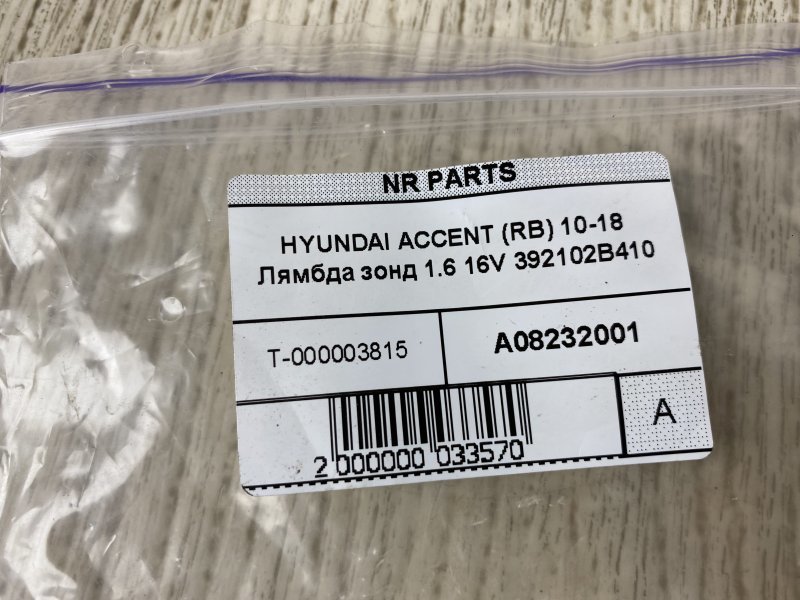 NR PARTS
HYUNDAI ACCENT (RB) 10-18
Лямбда зонд 1.6 16V 392102B410
T-000003815
A08232001
2 000000 033570
A